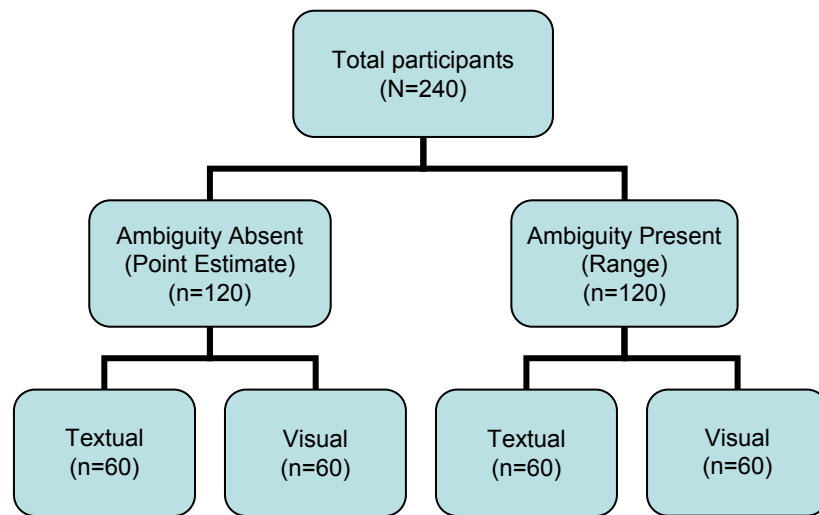 Total participants
(N=240)
Ambiguity Absent
(Point Estimate)
(n=120)
Ambiguity Present
(Range)
(n=120)
Textual
(n=60)
Visual
(n=60)
Textual
(n=60)
Visual
(n=60)